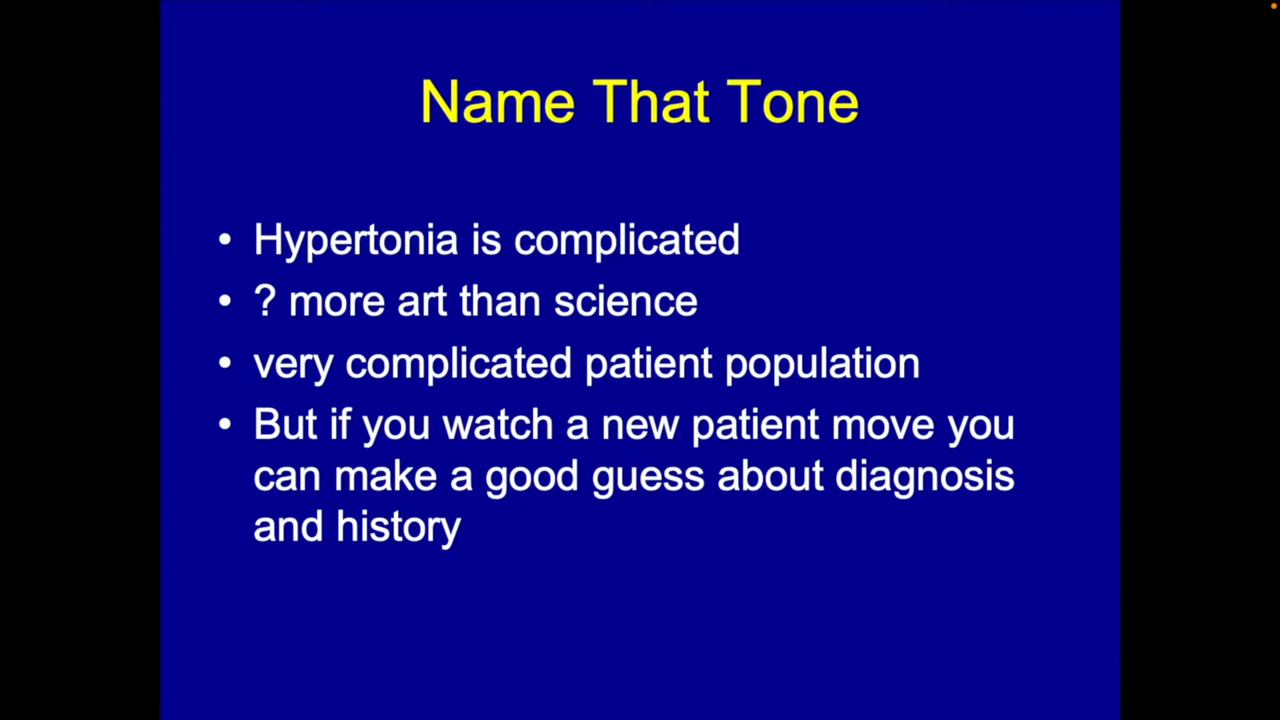 Name That Tone
• Hypertonia is complicated
• ? more art than science
• very complicated patient population
• But if you watch a new patient move you
can make a good guess about diagnosis
and history